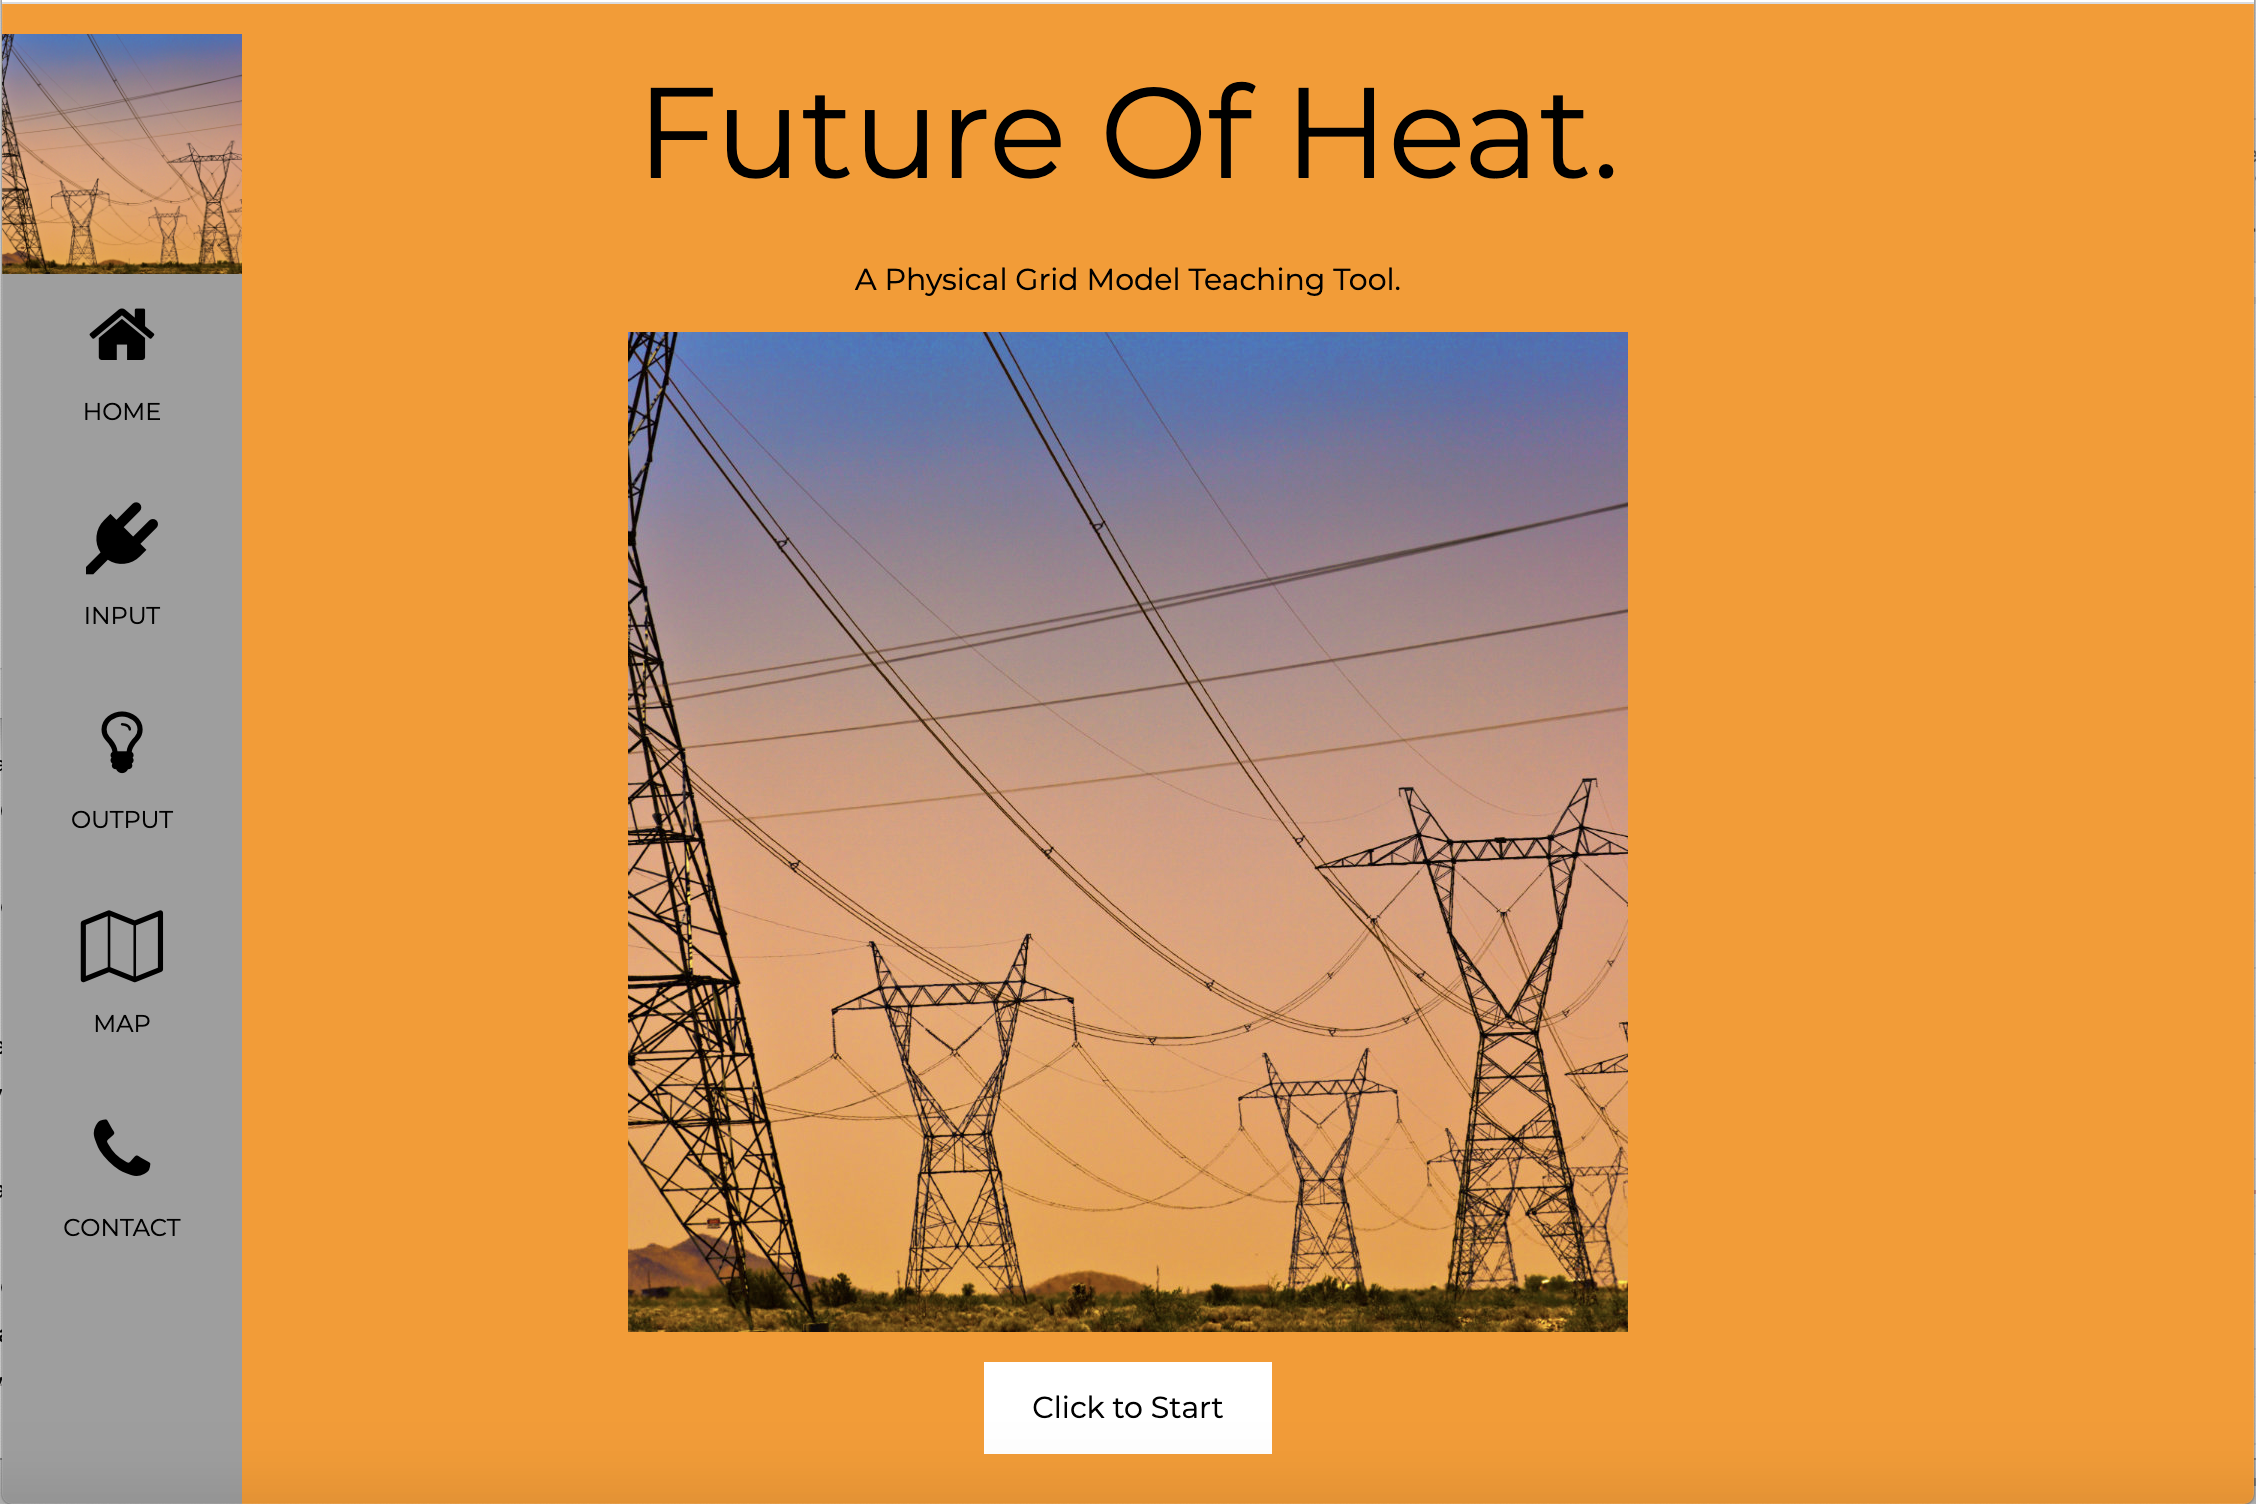 Future Of Heat.
A Physical Grid Model Teaching Tool.
HOME
INPUT
OUTPUT
MAP
CONTACT
Click to Start